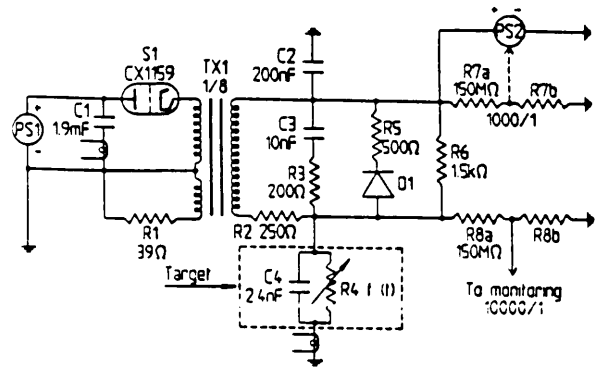 S1
CX1159
TX1
1/8
C2
200nF
PS2
+ -
R7a
150MΩ
R7b
1000/1
PS1
+
-
C1
1.9mF
C3
10nF
R5
500Ω
R3
200Ω
D1
R6
1.5kΩ
R1
39Ω
R2 250Ω
R8a
150MΩ
R8b
Target
C4
2.4nF
R4 f (t)
To monitoring
10000/1